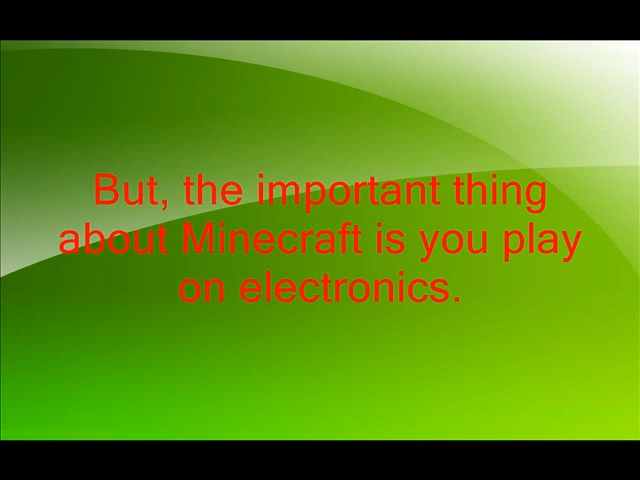 But, the important thing
about Minecraft is you play
on electronics.